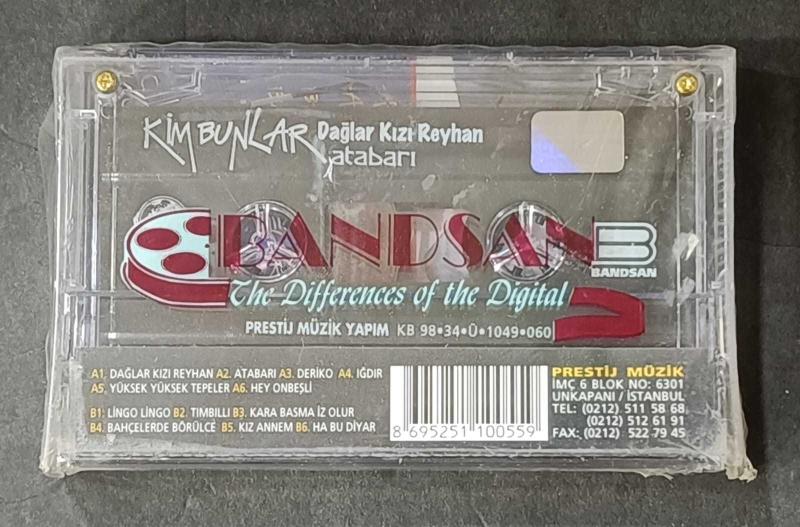 KiM BUNLAR Dağlar Kızı Reyhan
atabarı
BANDSAN
B
BANDSAN
The Differences of the Digital
PRESTİJ MÜZİK YAPIM KB 98•34•Ü•1049•060
A1. DAĞLAR KIZI REYHAN A2. ATABARI A3. DERİKO A4. IĞDIR
A5. YÜKSEK YÜKSEK TEPELER A6. HEY ONBEŞLİ
B1: LİNGO LİNGO B2. TIMBILLI B3. KARA BASMA İZ OLUR
B4. BAHÇELERDE BÖRÜLCE B5. KIZ ANNEM B6. HA BU DİYAR
8 695251 100559
PRESTİJ MÜZİK
İMÇ 6 BLOK NO: 6301
UNKAPANI / İSTANBUL
TEL: (0212) 511 58 68
(0212) 512 61 91
FAX: (0212) 522 79 45